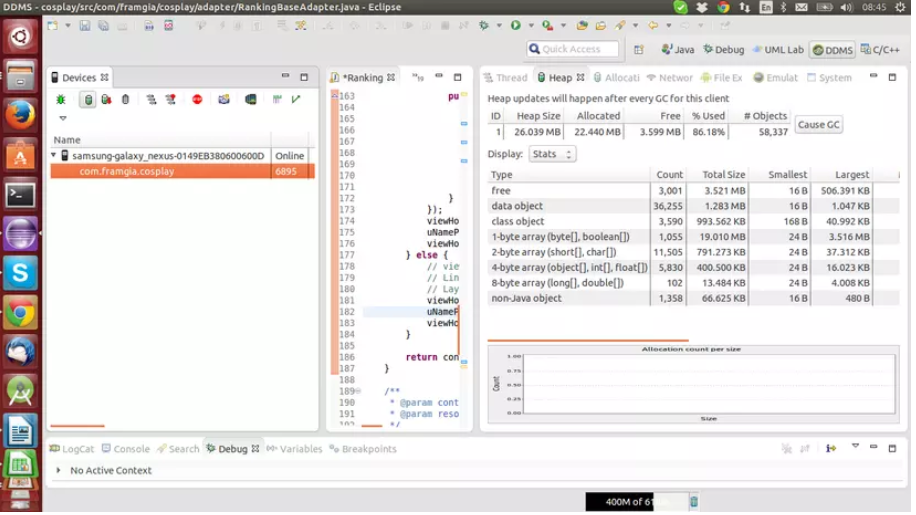 DDMS - cosplay/src/com/framgia/cosplay/adapter/RankingBaseAdapter.java - Eclipse
En
08:45
Quick Access
Java
Debug
UML Lab
DDMS
C/C++
Devices
Name
samsung-galaxy_nexus-0149EB380600600D Online
com.framgia.cosplay 6895
*Ranking
19
163 pu
164
165
166
167
168
169
170
171
172 }
173 });
174 viewHo
175 uNameP
176 viewHo
177 } else {
178 // vie
179 // Lin
180 // Lay
181 viewHo
182 uNameP
183 viewHo
184 }
185
186 return con
187 }
188
189 /**
190 * @param cont
191 * @param reso
192 */
Thread
Heap
Allocati
Networ
File Ex
Emulat
System
Heap updates will happen after every GC for this client
ID Heap Size Allocated Free % Used # Objects
1 26.039 MB 22.440 MB 3.599 MB 86.18% 58,337
Cause GC
Display: Stats
Type Count Total Size Smallest Largest
free 3,001 3.521 MB 16 B 506.391 KB
data object 36,255 1.283 MB 16 B 1.047 KB
class object 3,590 993.562 KB 168 B 40.992 KB
1-byte array (byte[], boolean[]) 1,055 19.010 MB 24 B 3.516 MB
2-byte array (short[], char[]) 11,505 791.273 KB 24 B 37.312 KB
4-byte array (object[], int[], float[]) 5,830 400.500 KB 24 B 16.023 KB
8-byte array (long[], double[]) 102 13.484 KB 24 B 4.008 KB
non-Java object 1,358 66.625 KB 16 B 480 B
Allocation count per size
Count
1.00
0.75
0.50
0.25
0.00
Size
LogCat
Console
Search
Debug
Variables
Breakpoints
No Active Context
400M of